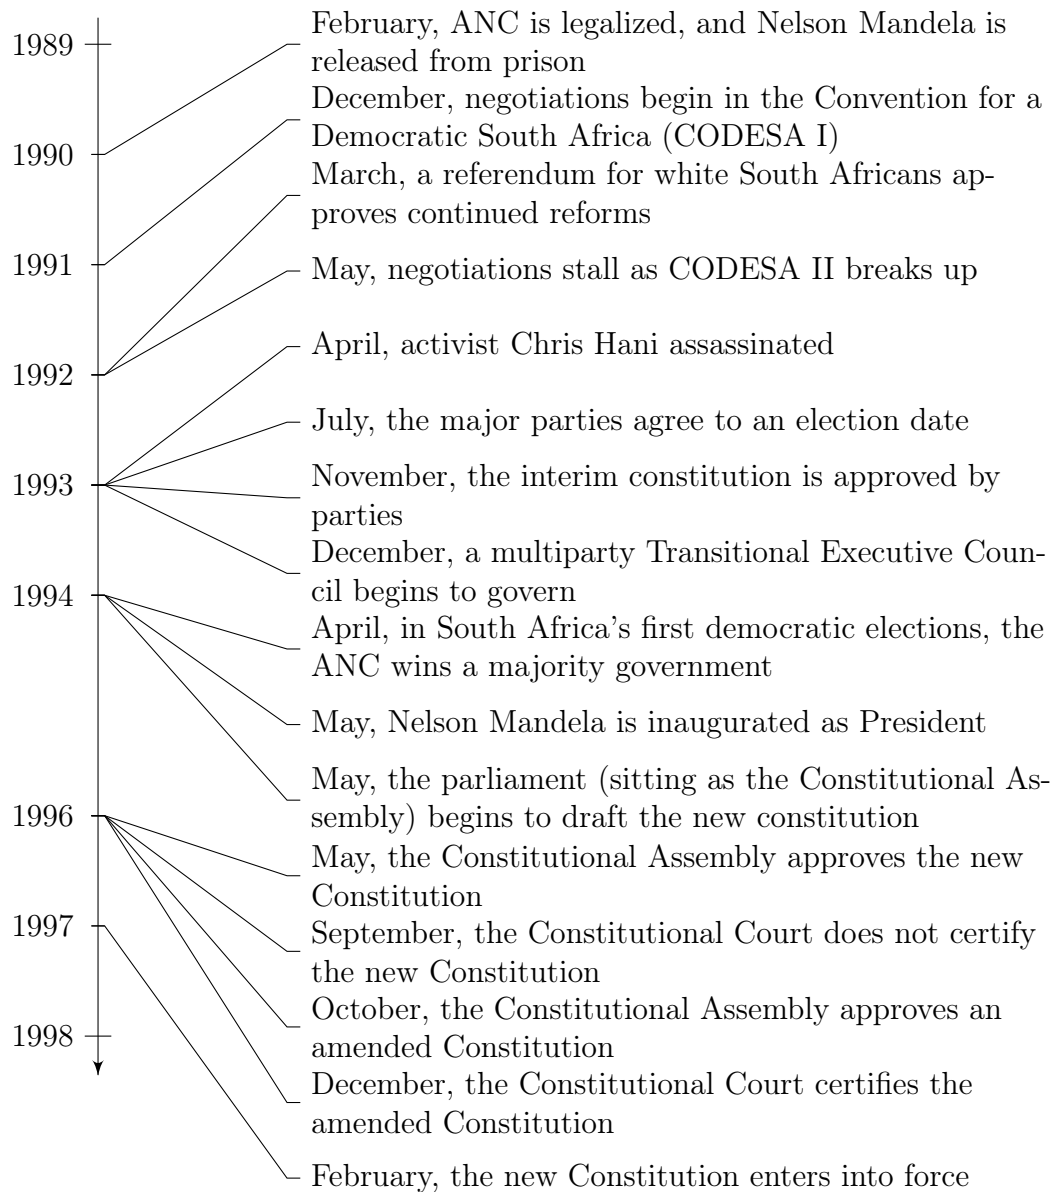 1989
February, ANC is legalized, and Nelson Mandela is
released from prison
December, negotiations begin in the Convention for a
Democratic South Africa (CODESA I)
1990
March, a referendum for white South Africans ap-
proves continued reforms
1991
May, negotiations stall as CODESA II breaks up
April, activist Chris Hani assassinated
1992
July, the major parties agree to an election date
1993
November, the interim constitution is approved by
parties
December, a multiparty Transitional Executive Coun-
cil begins to govern
1994
April, in South Africa's first democratic elections, the
ANC wins a majority government
May, Nelson Mandela is inaugurated as President
May, the parliament (sitting as the Constitutional As-
sembly) begins to draft the new constitution
1996
May, the Constitutional Assembly approves the new
Constitution
1997
September, the Constitutional Court does not certify
the new Constitution
October, the Constitutional Assembly approves an
amended Constitution
1998
December, the Constitutional Court certifies the
amended Constitution
February, the new Constitution enters into force